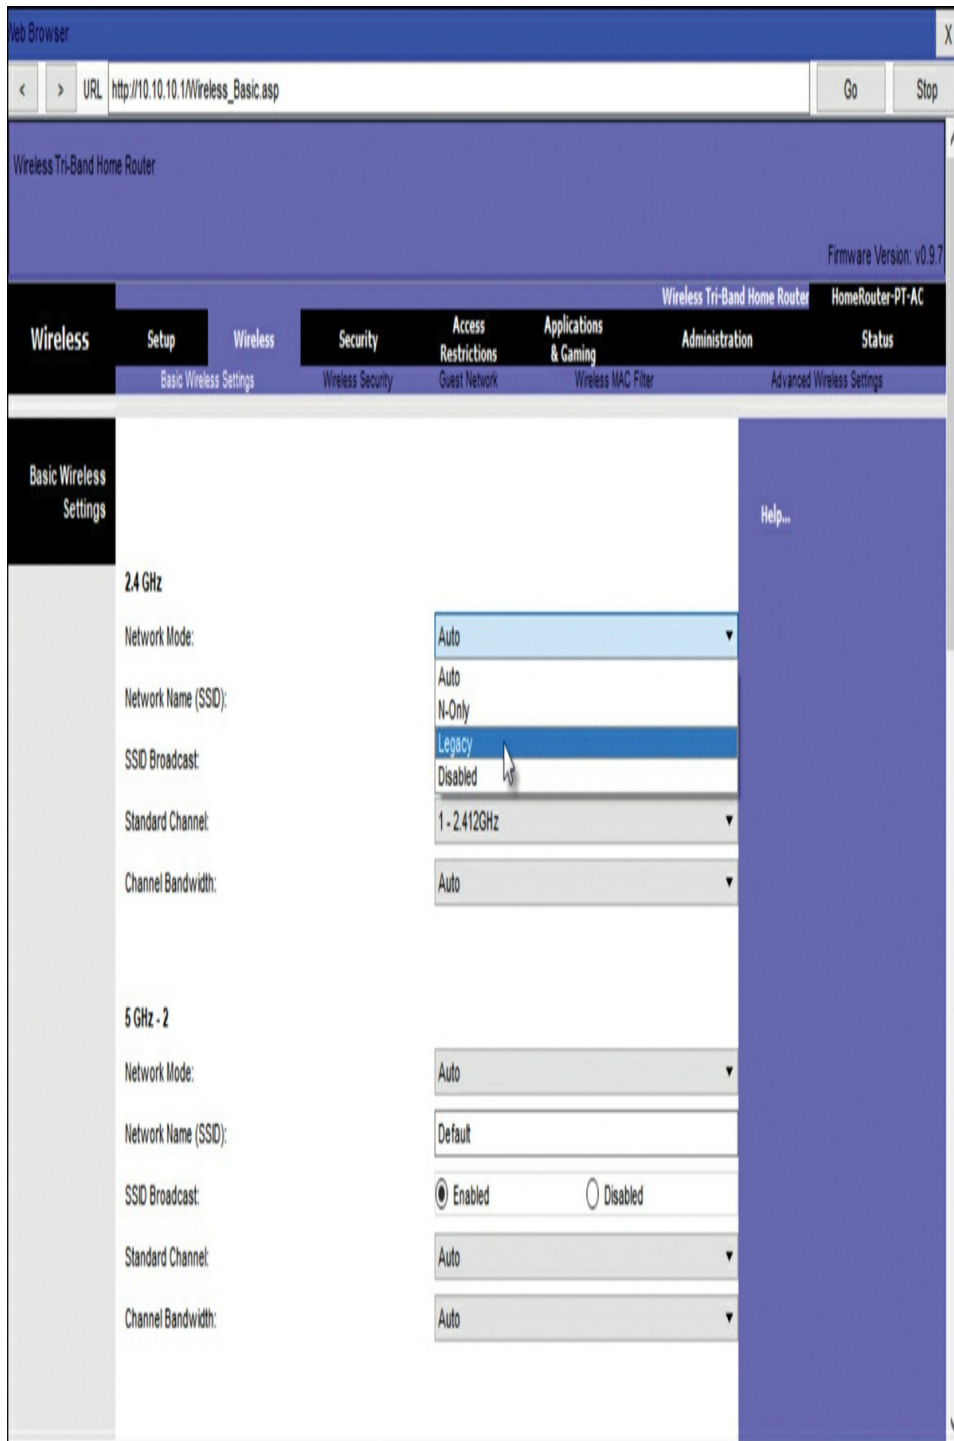 Web Browser
X
< > URL http://10.10.10.1/Wireless_Basic.asp Go Stop
Wireless Tri-Band Home Router
Firmware Version: v0.9.7
Wireless Tri-Band Home Router HomeRouter-PT-AC
Wireless Setup Wireless Security Access Restrictions Applications & Gaming Administration Status
Basic Wireless Settings Wireless Security Guest Network Wireless MAC Filter Advanced Wireless Settings
Basic Wireless
Settings
Help...
2.4 GHz
Network Mode: Auto
Auto
N-Only
Legacy
Disabled
Network Name (SSID):
SSID Broadcast:
Standard Channel: 1 - 2.412GHz
Channel Bandwidth: Auto
5 GHz - 2
Network Mode: Auto
Network Name (SSID): Default
SSID Broadcast: Enabled Disabled
Standard Channel: Auto
Channel Bandwidth: Auto